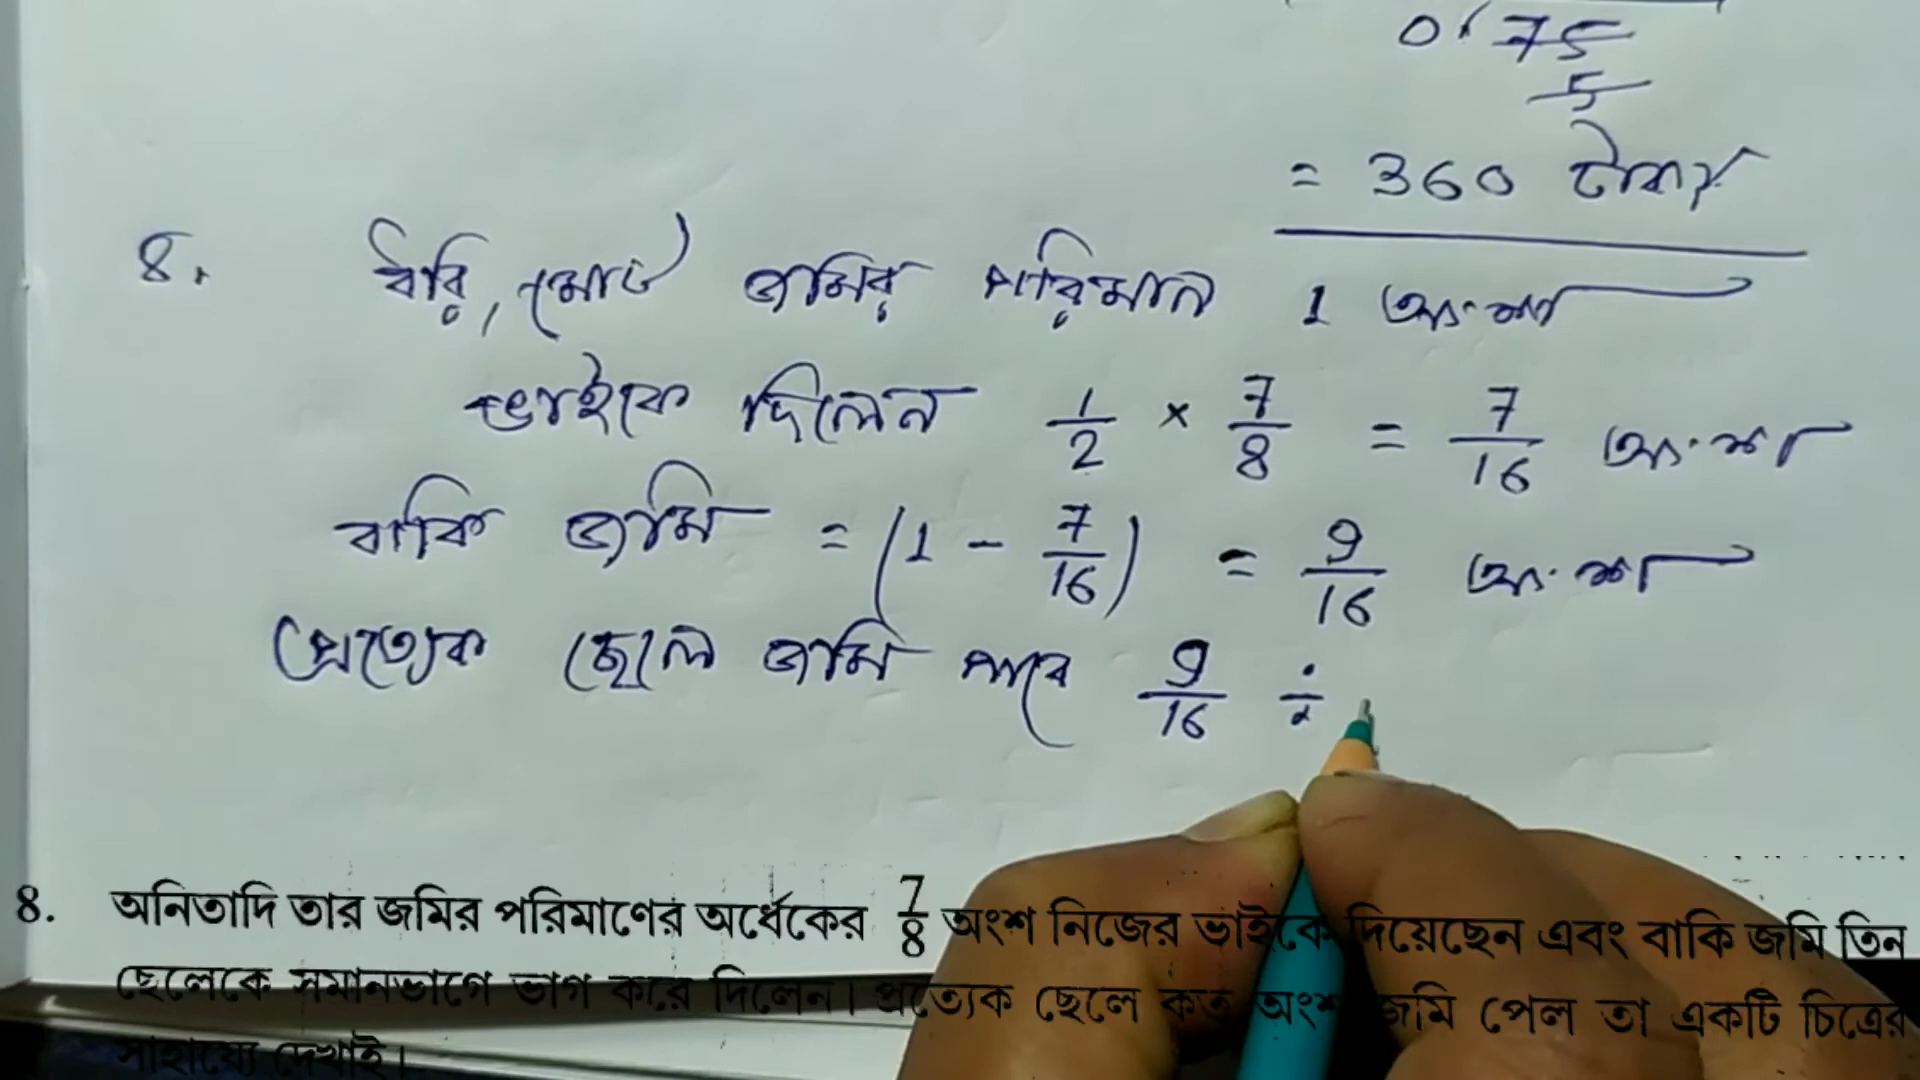 0.75
5
= 360 টাকা
8. ধরি, মোট জমির পরিমান 1 অংশ
ভাইকে দিলেন 1/2 × 7/8 = 7/16 অংশ
বাকি জমি = (1 - 7/16) = 9/16 অংশ
প্রত্যেক ছেলে জমি পাবে 9/16 ÷
8. অনিতাদি তার জমির পরিমাণের অর্ধেকের 7/8 অংশ নিজের ভাইকে দিয়েছেন এবং বাকি জমি তিন
ছেলেকে সমানভাগে ভাগ করে দিলেন। প্রত্যেক ছেলে কত অংশ জমি পেল তা একটি চিত্রের
সাহায্যে দেখাই।